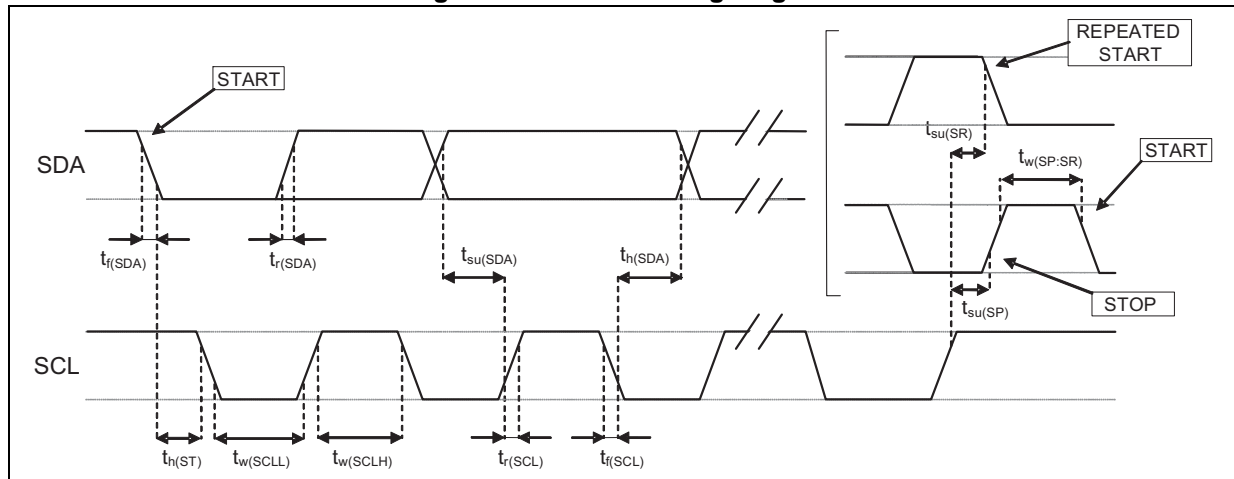 REPEATED
START
START
t_su(SR)
t_w(SP:SR)
START
SDA
t_f(SDA)
t_r(SDA)
t_su(SDA)
t_h(SDA)
STOP
t_su(SP)
SCL
t_h(ST)
t_w(SCLL)
t_w(SCLH)
t_r(SCL)
t_f(SCL)